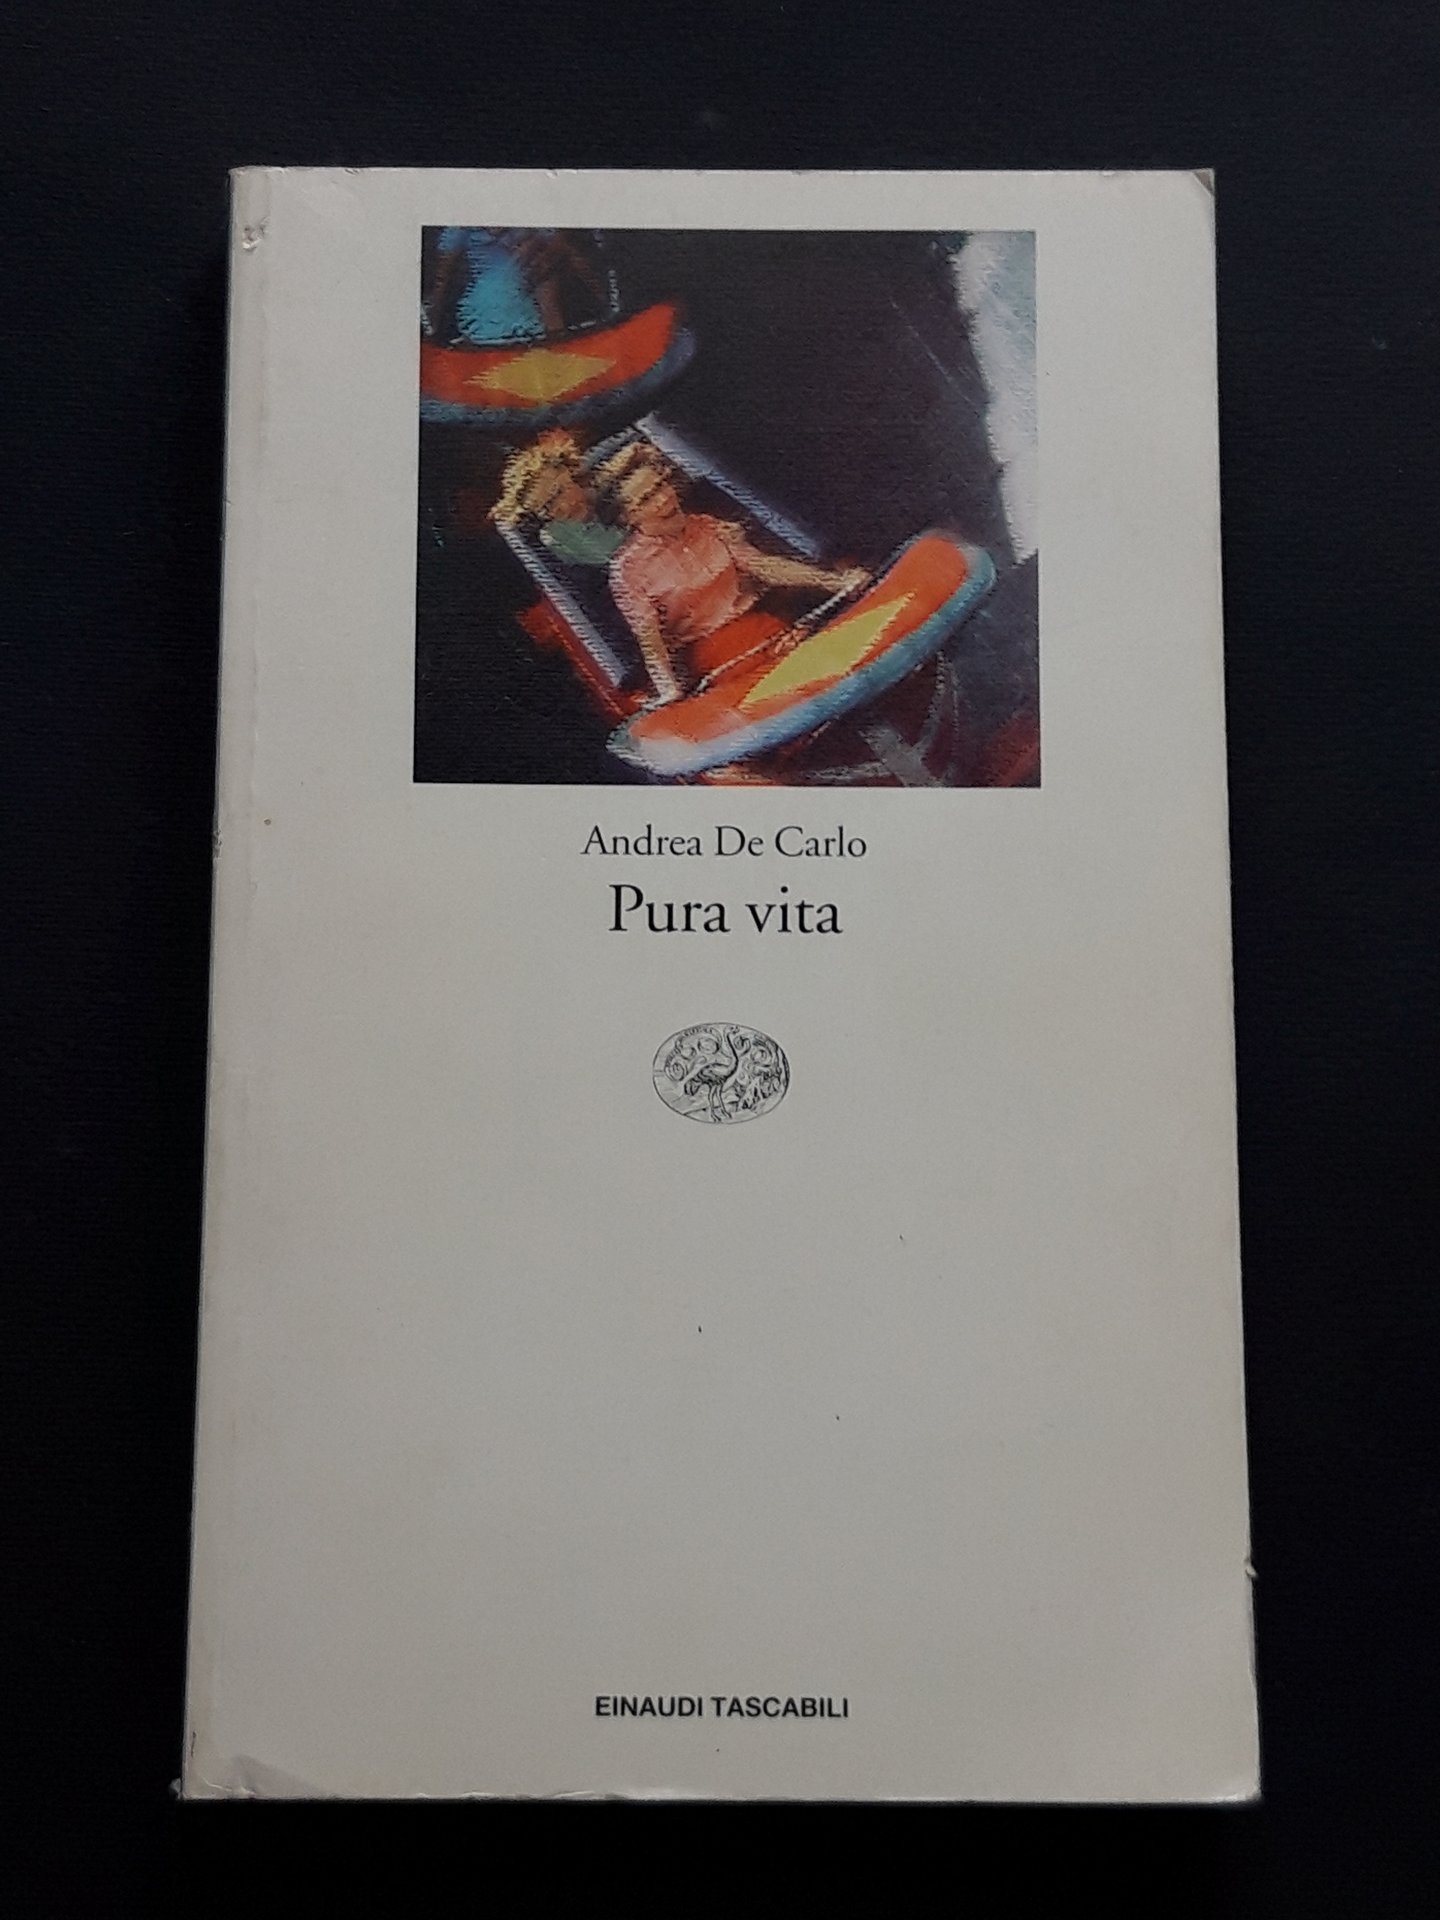 Andrea De Carlo
Pura vita
EINAUDI TASCABILI